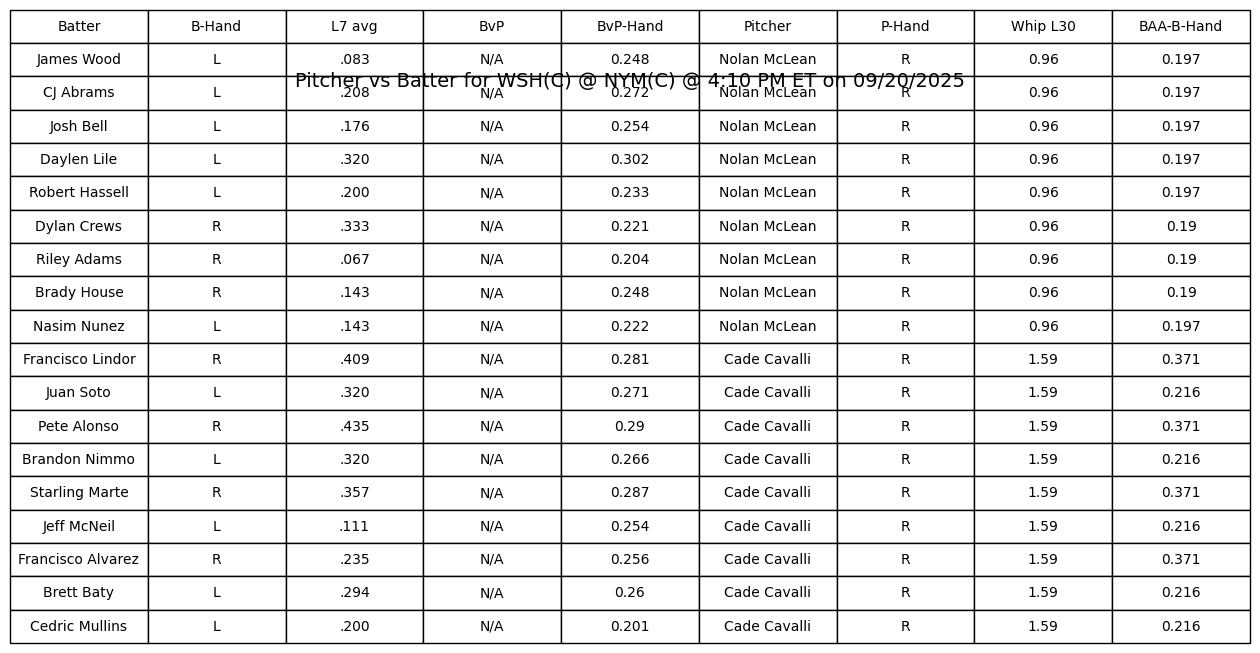 Batter B-Hand L7 avg BvP BvP-Hand Pitcher P-Hand Whip L30 BAA-B-Hand
James Wood L .083 N/A 0.248 Nolan McLean R 0.96 0.197
Pitcher vs Batter for WSH(C) @ NYM(C) @ 4:10 PM ET on 09/20/2025
CJ Abrams L .208 N/A 0.272 Nolan McLean R 0.96 0.197
Josh Bell L .176 N/A 0.254 Nolan McLean R 0.96 0.197
Daylen Lile L .320 N/A 0.302 Nolan McLean R 0.96 0.197
Robert Hassell L .200 N/A 0.233 Nolan McLean R 0.96 0.197
Dylan Crews R .333 N/A 0.221 Nolan McLean R 0.96 0.19
Riley Adams R .067 N/A 0.204 Nolan McLean R 0.96 0.19
Brady House R .143 N/A 0.248 Nolan McLean R 0.96 0.19
Nasim Nunez L .143 N/A 0.222 Nolan McLean R 0.96 0.197
Francisco Lindor R .409 N/A 0.281 Cade Cavalli R 1.59 0.371
Juan Soto L .320 N/A 0.271 Cade Cavalli R 1.59 0.216
Pete Alonso R .435 N/A 0.29 Cade Cavalli R 1.59 0.371
Brandon Nimmo L .320 N/A 0.266 Cade Cavalli R 1.59 0.216
Starling Marte R .357 N/A 0.287 Cade Cavalli R 1.59 0.371
Jeff McNeil L .111 N/A 0.254 Cade Cavalli R 1.59 0.216
Francisco Alvarez R .235 N/A 0.256 Cade Cavalli R 1.59 0.371
Brett Baty L .294 N/A 0.26 Cade Cavalli R 1.59 0.216
Cedric Mullins L .200 N/A 0.201 Cade Cavalli R 1.59 0.216